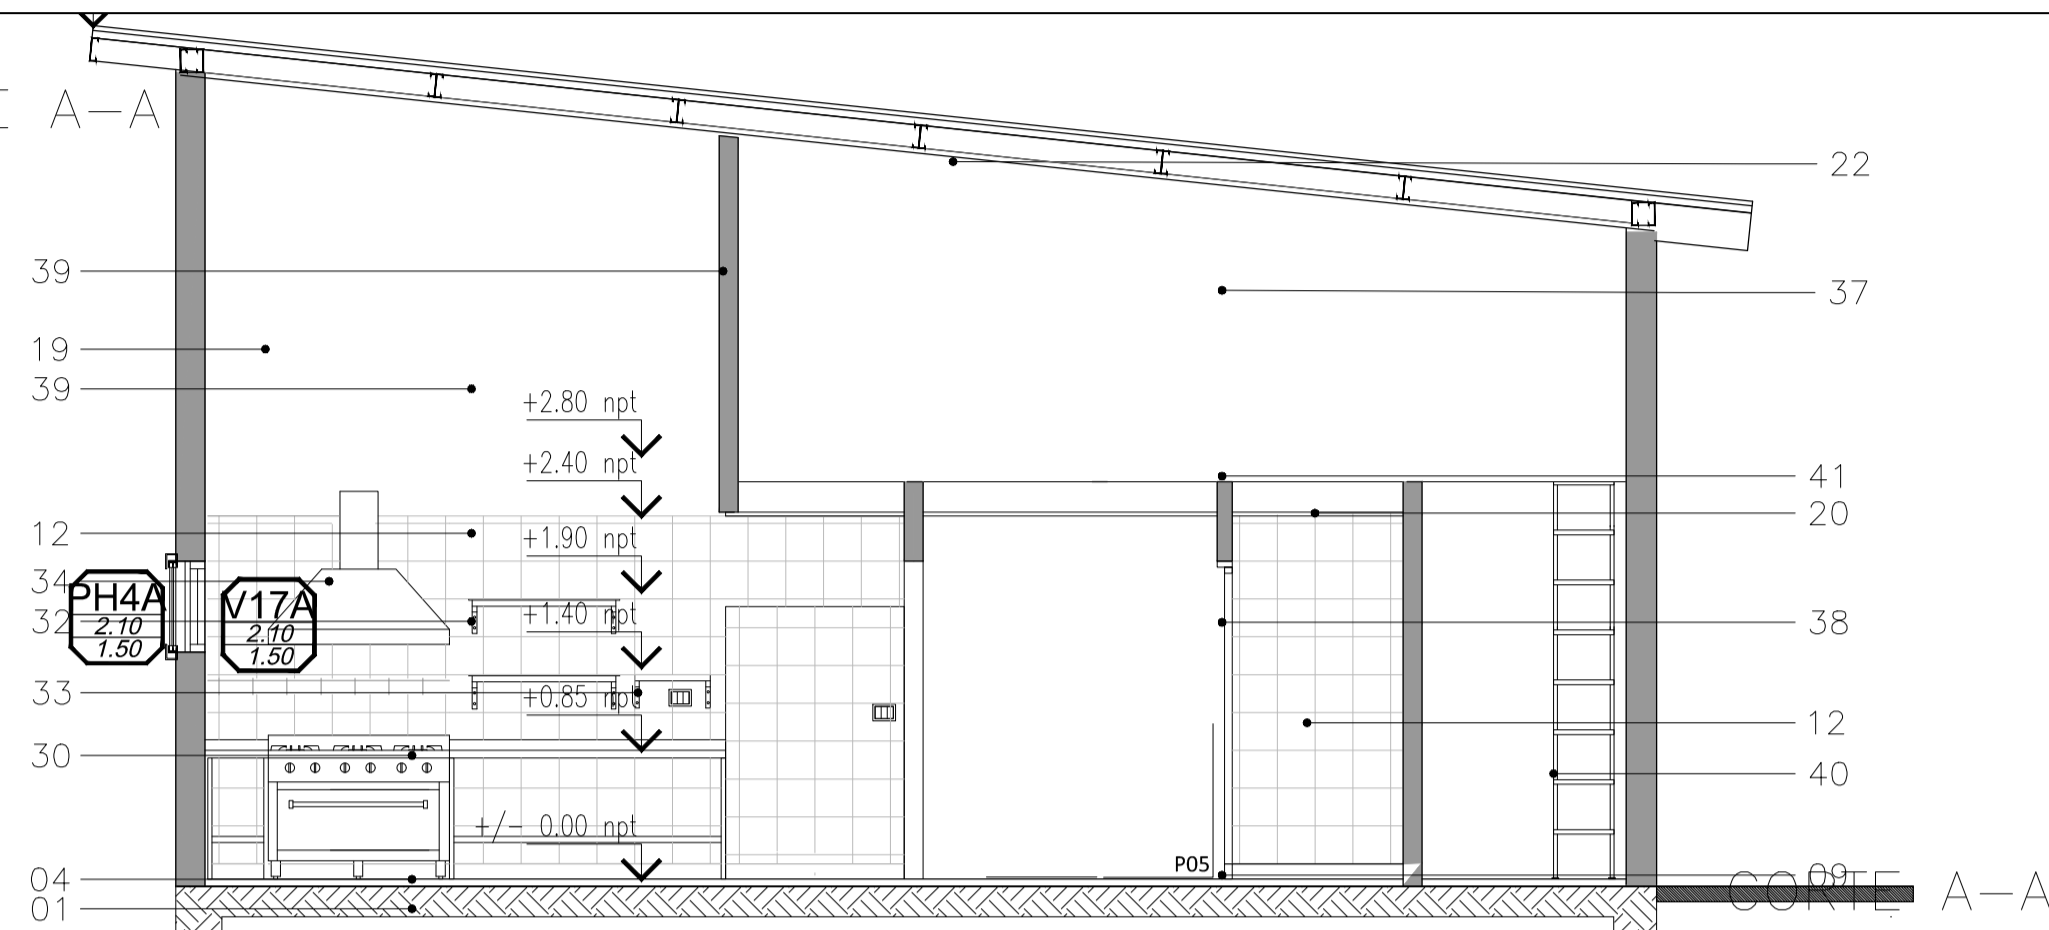 A—A
22
39
37
19
39
+2.80 npt
+2.40 npt
41
20
12
+1.90 npt
34
PH4A
2.10
1.50
V17A
2.10
1.50
32
+1.40 npt
38
33
+0.85 npt
12
30
40
+/- 0.00 npt
P05
04
09
01
CORTE A—A